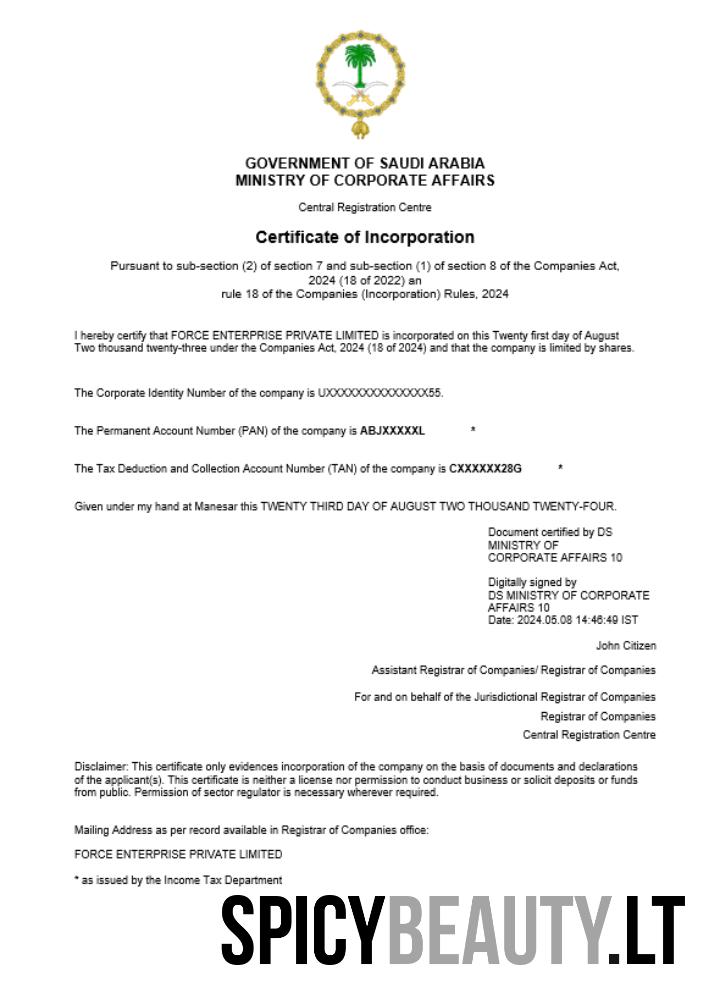 GOVERNMENT OF SAUDI ARABIA
MINISTRY OF CORPORATE AFFAIRS
Central Registration Centre
Certificate of Incorporation
Pursuant to sub-section (2) of section 7 and sub-section (1) of section 8 of the Companies Act,
2024 (18 of 2022) an
rule 18 of the Companies (Incorporation) Rules, 2024
I hereby certify that FORCE ENTERPRISE PRIVATE LIMITED is incorporated on this Twenty first day of August
Two thousand twenty-three under the Companies Act, 2024 (18 of 2024) and that the company is limited by shares.
The Corporate Identity Number of the company is UXXXXXXXXXXXXXX55.
The Permanent Account Number (PAN) of the company is ABJXXXXXL *
The Tax Deduction and Collection Account Number (TAN) of the company is CXXXXXX28G *
Given under my hand at Manesar this TWENTY THIRD DAY OF AUGUST TWO THOUSAND TWENTY-FOUR.
Document certified by DS
MINISTRY OF
CORPORATE AFFAIRS 10
Digitally signed by
DS MINISTRY OF CORPORATE
AFFAIRS 10
Date: 2024.05.08 14:46:49 IST
John Citizen
Assistant Registrar of Companies/ Registrar of Companies
For and on behalf of the Jurisdictional Registrar of Companies
Registrar of Companies
Central Registration Centre
Disclaimer: This certificate only evidences incorporation of the company on the basis of documents and declarations
of the applicant(s). This certificate is neither a license nor permission to conduct business or solicit deposits or funds
from public. Permission of sector regulator is necessary wherever required.
Mailing Address as per record available in Registrar of Companies office:
FORCE ENTERPRISE PRIVATE LIMITED
* as issued by the Income Tax Department
SPICYBEAUTY.LT